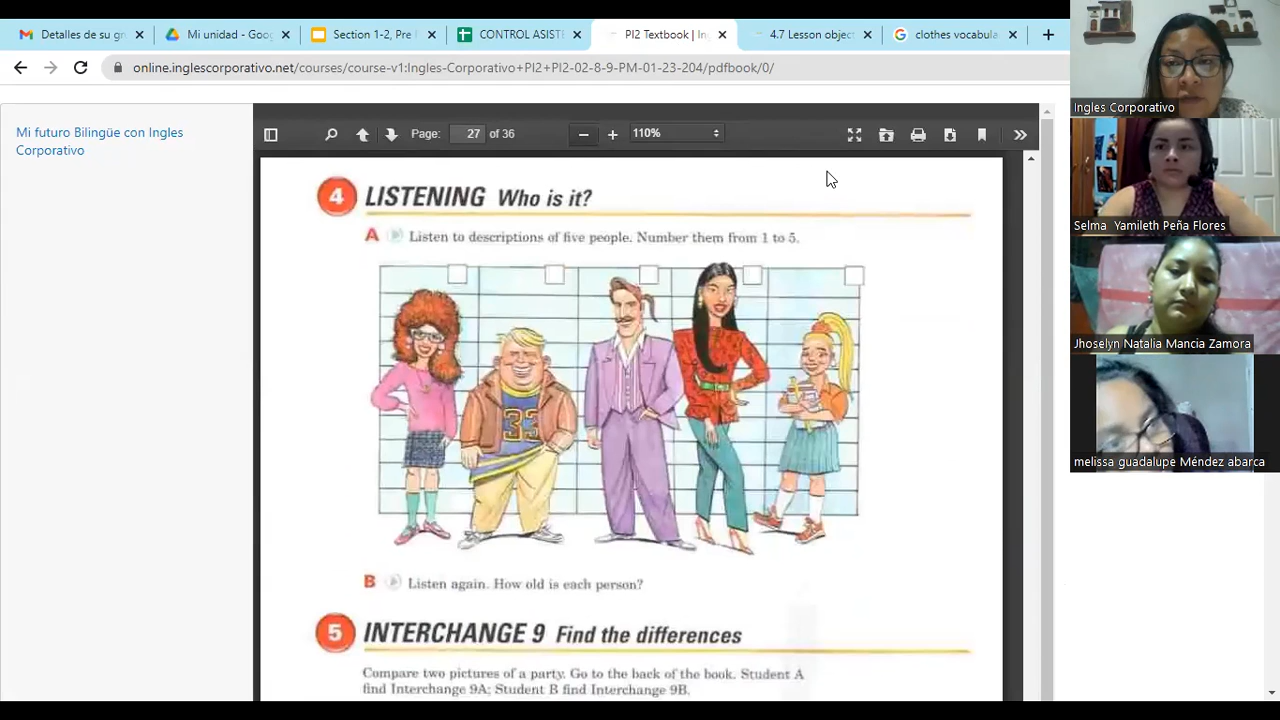 Detalles de su gr
Mi unidad - Goog
Section 1-2, Pre
CONTROL ASIST
PI2 Textbook | In
4.7 Lesson object
clothes vocabula
online.inglescorporativo.net/courses/course-v1:Ingles-Corporativo+PI2+PI2-02-8-9-PM-01-23-204/pdfbook/0/
Mi futuro Bilingüe con Ingles
Corporativo
Page: 27 of 36
110%
4 LISTENING Who is it?
A Listen to descriptions of five people. Number them from 1 to 5.
33
B Listen again. How old is each person?
5 INTERCHANGE 9 Find the differences
Compare two pictures of a party. Go to the back of the book. Student A
find Interchange 9A; Student B find Interchange 9B.
Ingles Corporativo
Selma Yamileth Peña Flores
Jhoselyn Natalia Mancia Zamora
melissa guadalupe Méndez abarca